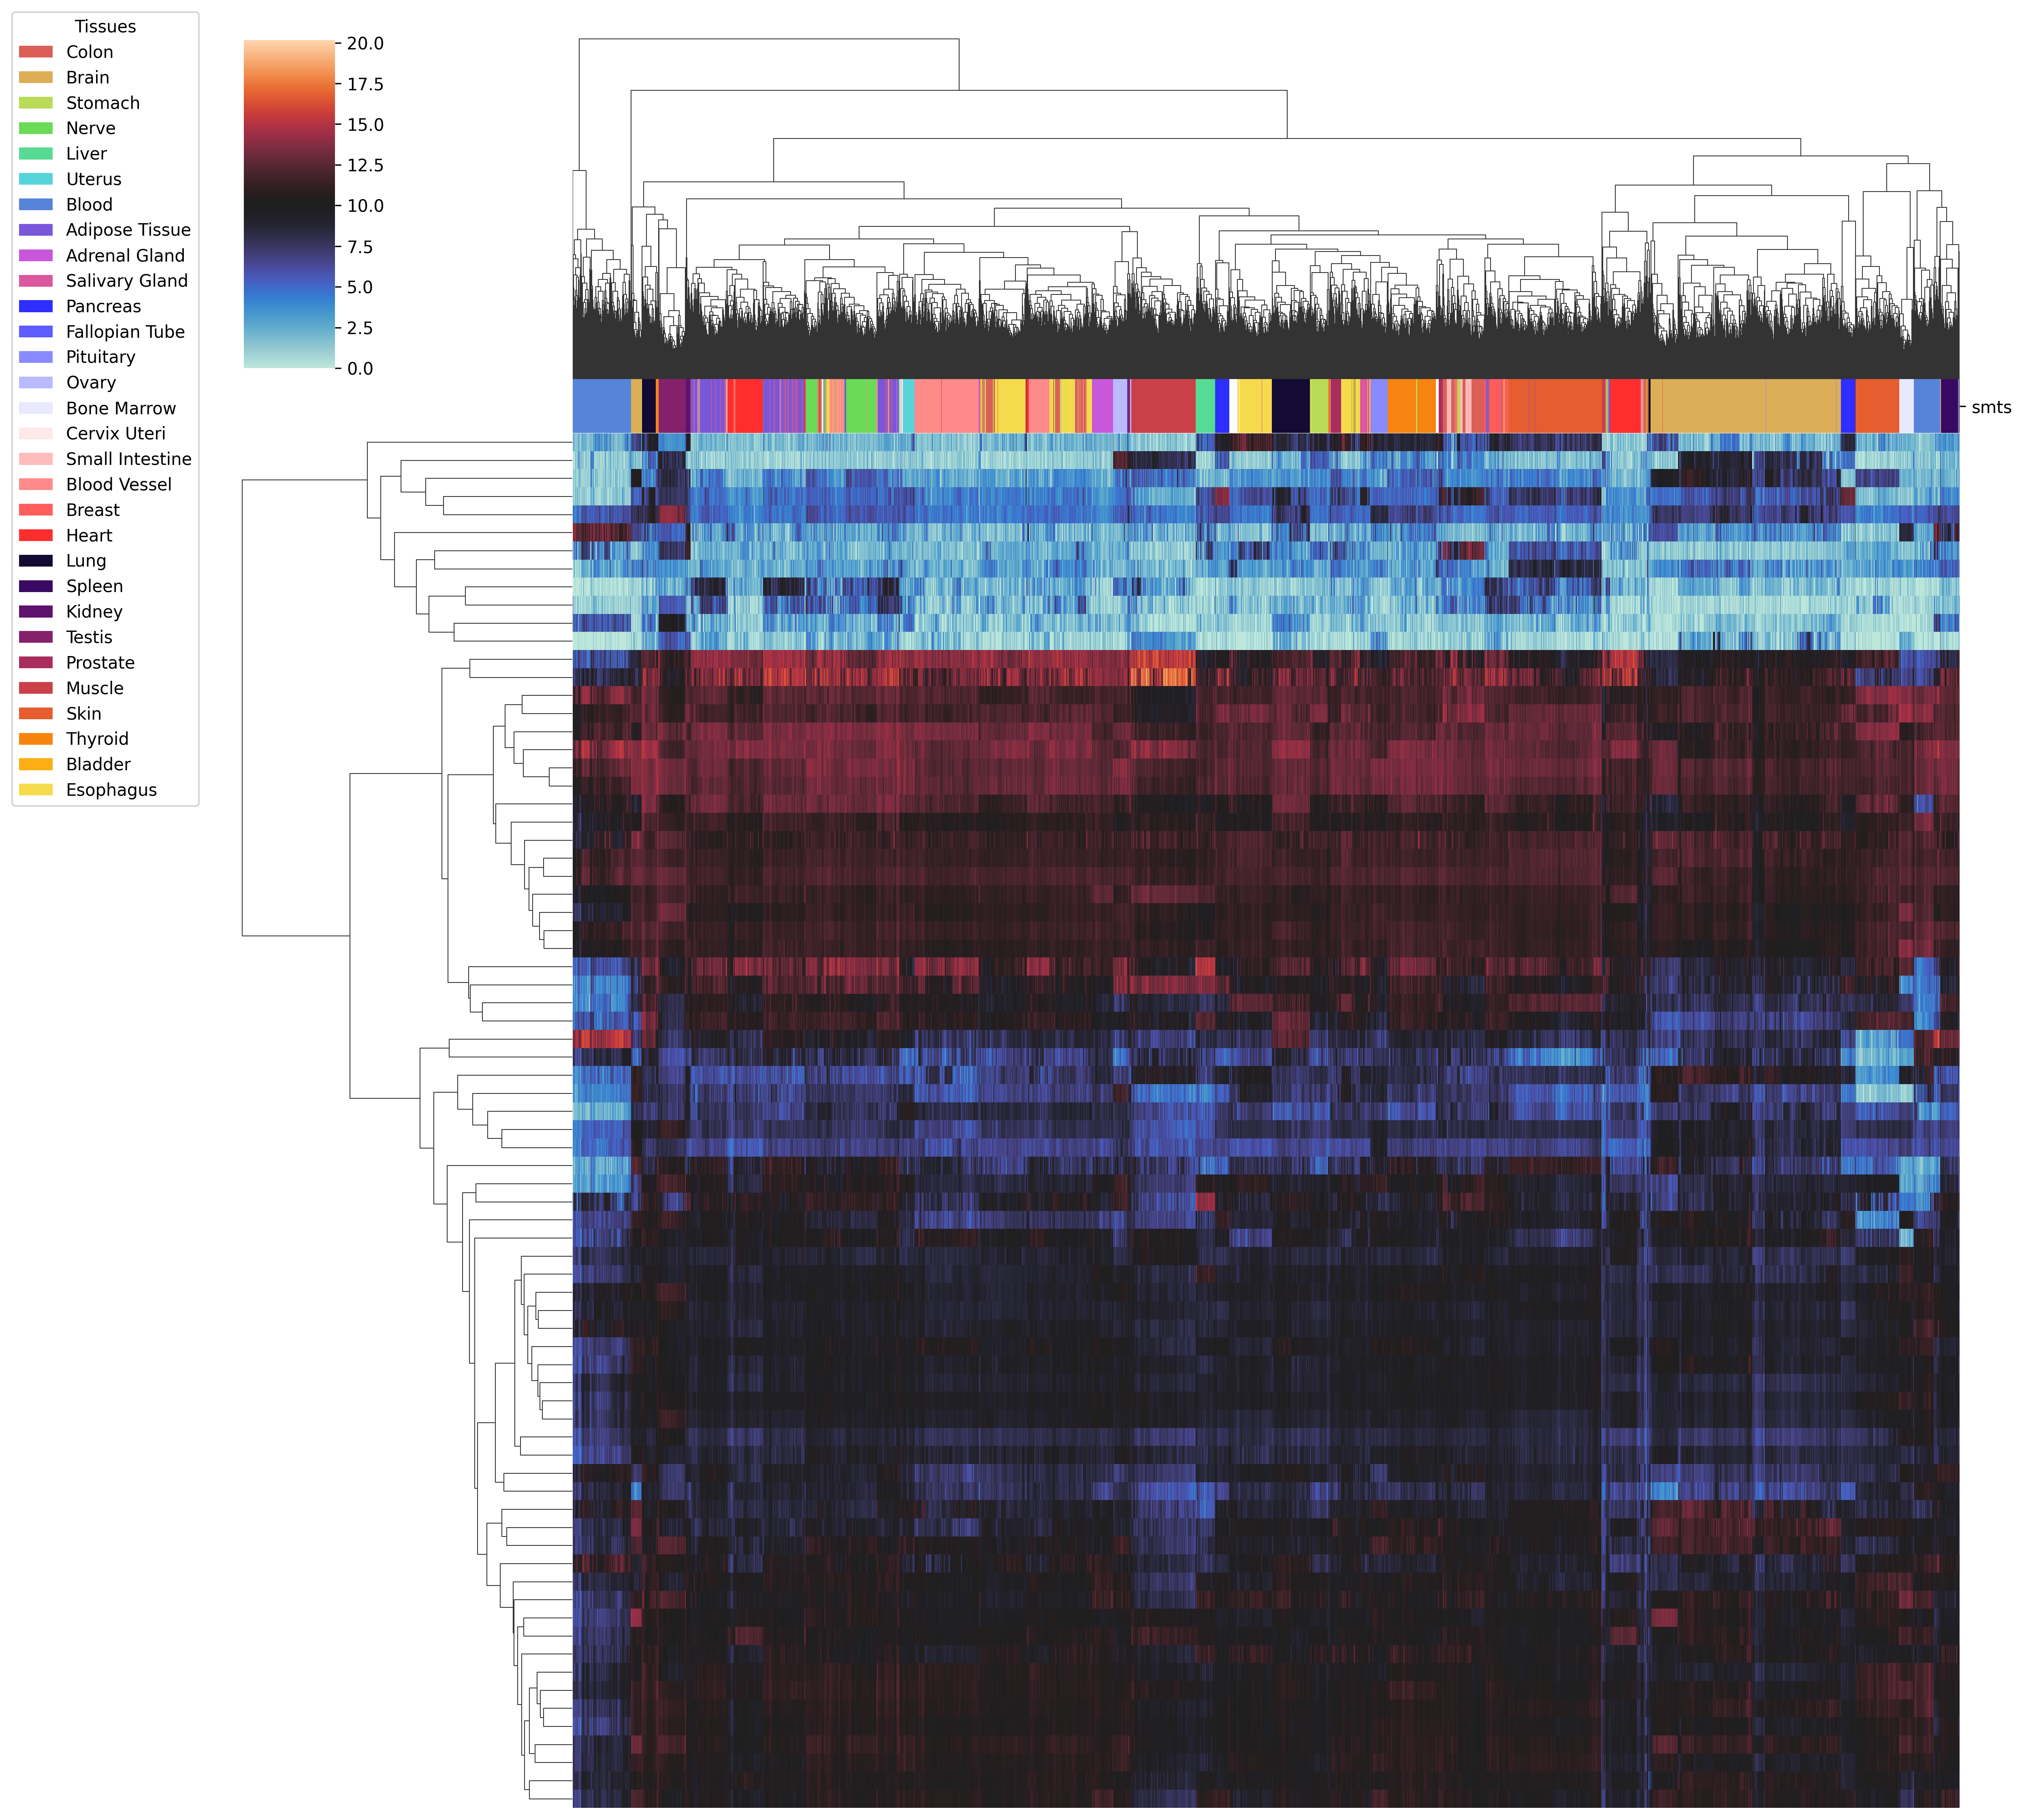 Tissues
Colon
Brain
Stomach
Nerve
Liver
Uterus
Blood
Adipose Tissue
Adrenal Gland
Salivary Gland
Pancreas
Fallopian Tube
Pituitary
Ovary
Bone Marrow
Cervix Uteri
Small Intestine
Blood Vessel
Breast
Heart
Lung
Spleen
Kidney
Testis
Prostate
Muscle
Skin
Thyroid
Bladder
Esophagus
20.0
17.5
15.0
12.5
10.0
7.5
5.0
2.5
0.0
smts